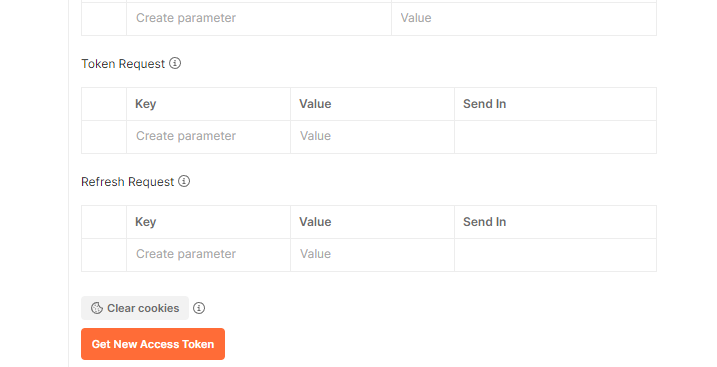 Create parameter Value
Token Request
Key Value Send In
Create parameter Value
Refresh Request
Key Value Send In
Create parameter Value
Clear cookies
Get New Access Token